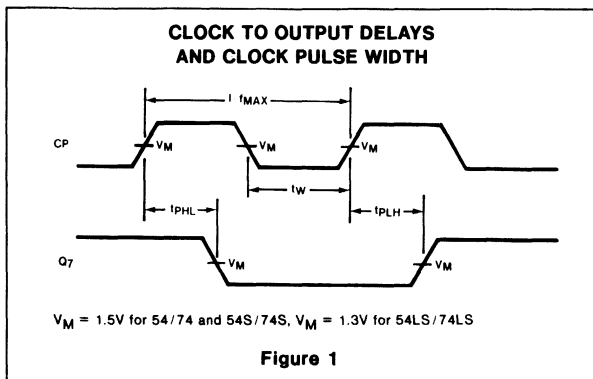 CLOCK TO OUTPUT DELAYS
AND CLOCK PULSE WIDTH
I fMAX
CP
VM
VM
VM
tW
tPHL
tPLH
Q7
VM
VM
VM = 1.5V for 54/74 and 54S/74S, VM = 1.3V for 54LS/74LS
Figure 1